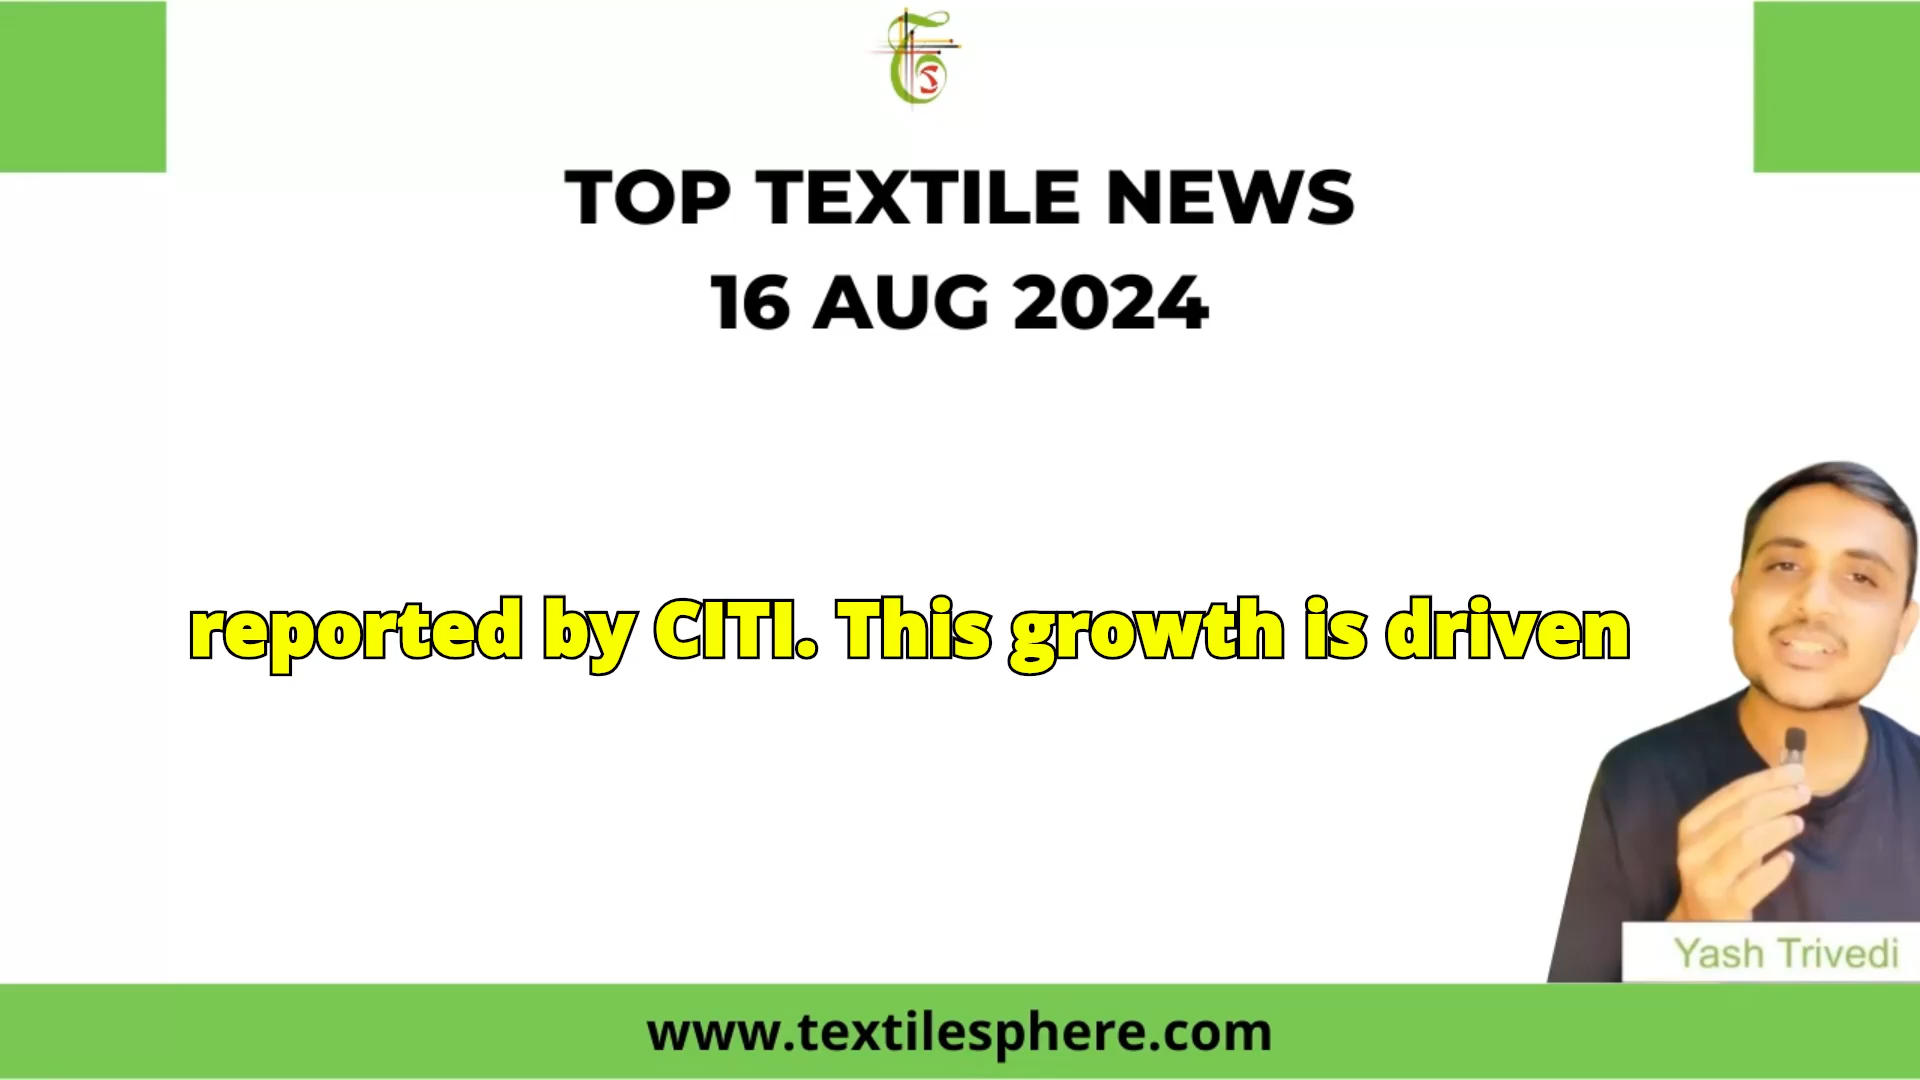 TOP TEXTILE NEWS
16 AUG 2024
reported by CITI. This growth is driven
Yash Trivedi
www.textilesphere.com